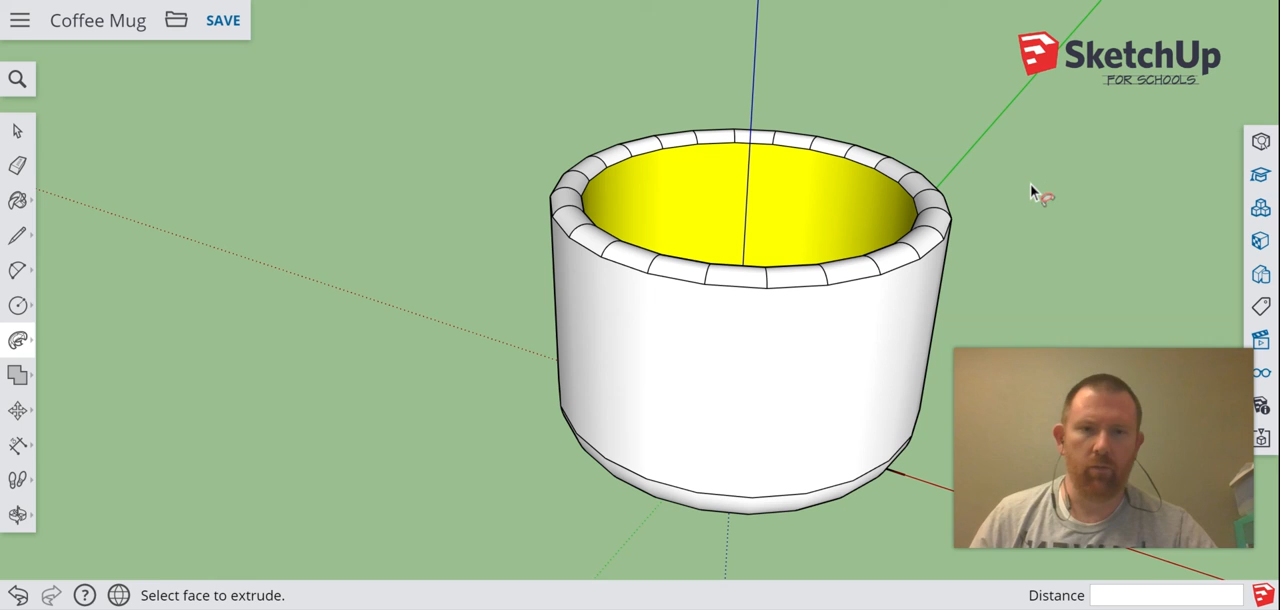 Coffee Mug
SAVE
SketchUp
FOR SCHOOLS
Select face to extrude.
Distance